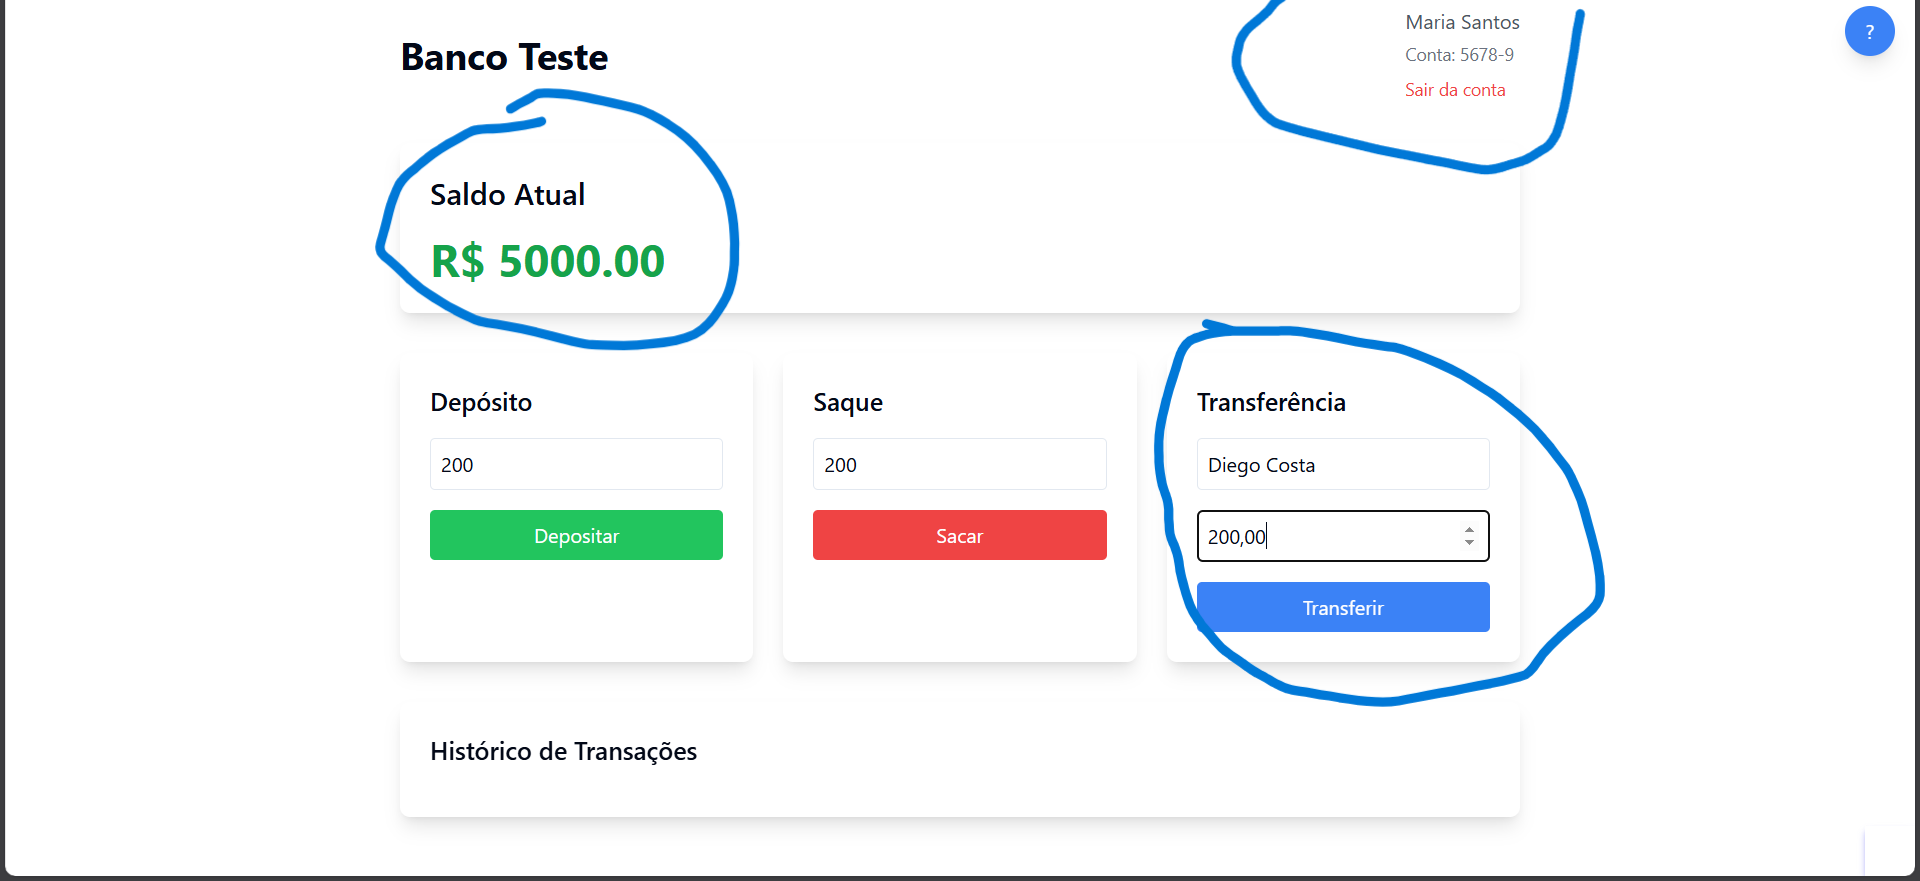 Banco Teste
Maria Santos
Conta: 5678-9
Sair da conta
?
Saldo Atual
R$ 5000.00
Depósito
200
Depositar
Saque
200
Sacar
Transferência
Diego Costa
200,00
Transferir
Histórico de Transações